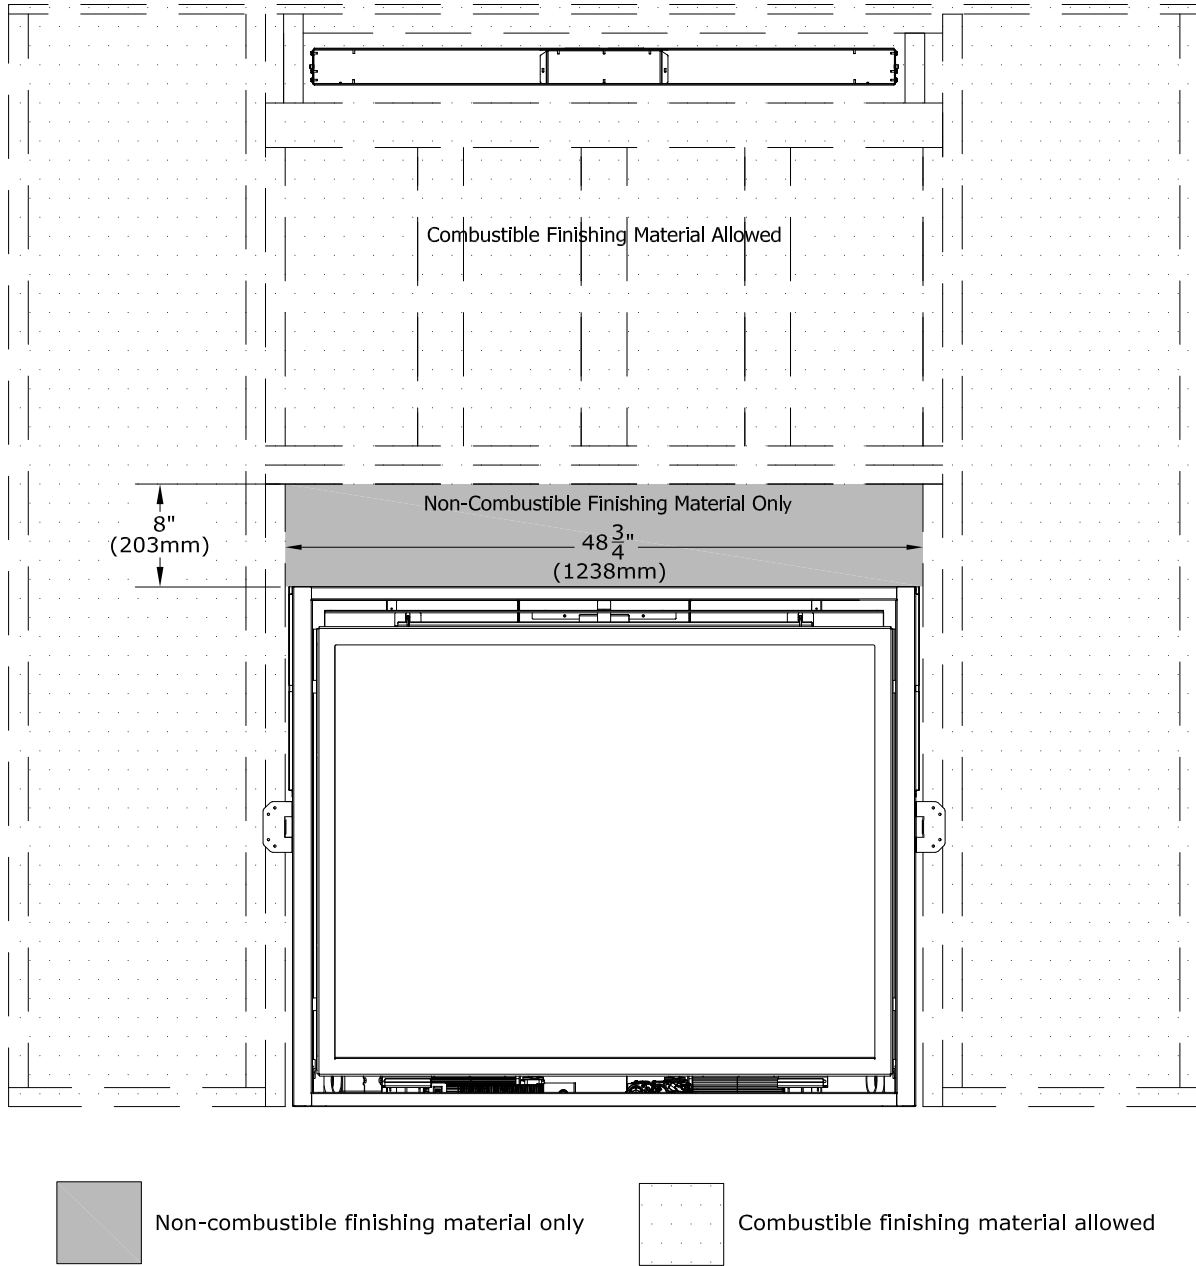 Combustible Finishing Material Allowed
Non-Combustible Finishing Material Only
8"
(203mm)
48 3/4"
(1238mm)
Non-combustible finishing material only
Combustible finishing material allowed